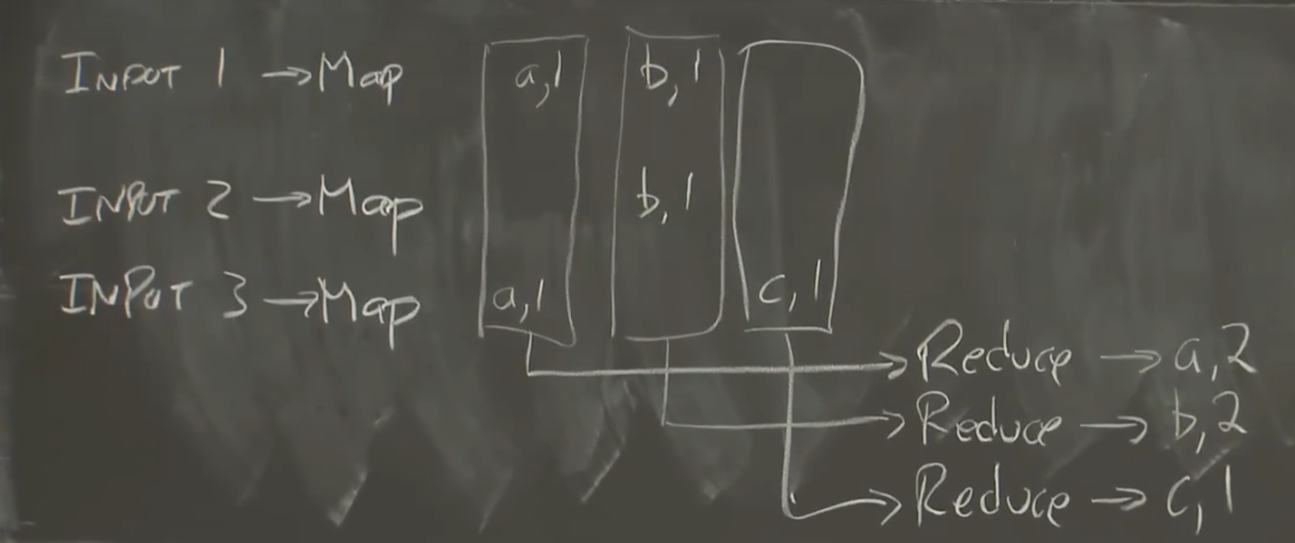 INPUT 1 → Map a,1 b,1
INPUT 2 → Map b,1
INPUT 3 → Map a,1 c,1
→ Reduce → a,2
→ Reduce → b,2
→ Reduce → c,1